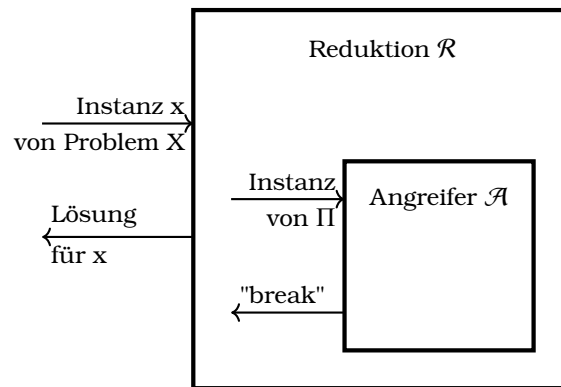 Reduktion ℛ
Instanz x
von Problem X
Instanz
von Π
Angreifer 𝒜
Lösung
für x
"break"